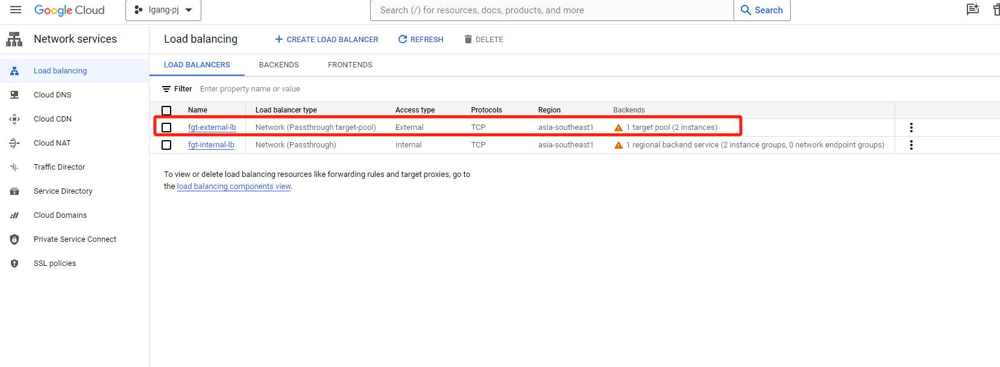 Google Cloud
lgang-pj
Search (/) for resources, docs, products, and more
Search
Network services
Load balancing
CREATE LOAD BALANCER
REFRESH
DELETE
Load balancing
Cloud DNS
Cloud CDN
Cloud NAT
Traffic Director
Service Directory
Cloud Domains
Private Service Connect
SSL policies
LOAD BALANCERS BACKENDS FRONTENDS
Filter Enter property name or value
Name Load balancer type Access type Protocols Region Backends
fgt-external-lb Network (Passthrough target-pool) External TCP asia-southeast1 1 target pool (2 instances)
fgt-internal-lb Network (Passthrough) Internal TCP asia-southeast1 1 regional backend service (2 instance groups, 0 network endpoint groups)
To view or delete load balancing resources like forwarding rules and target proxies, go to
the load balancing components view.